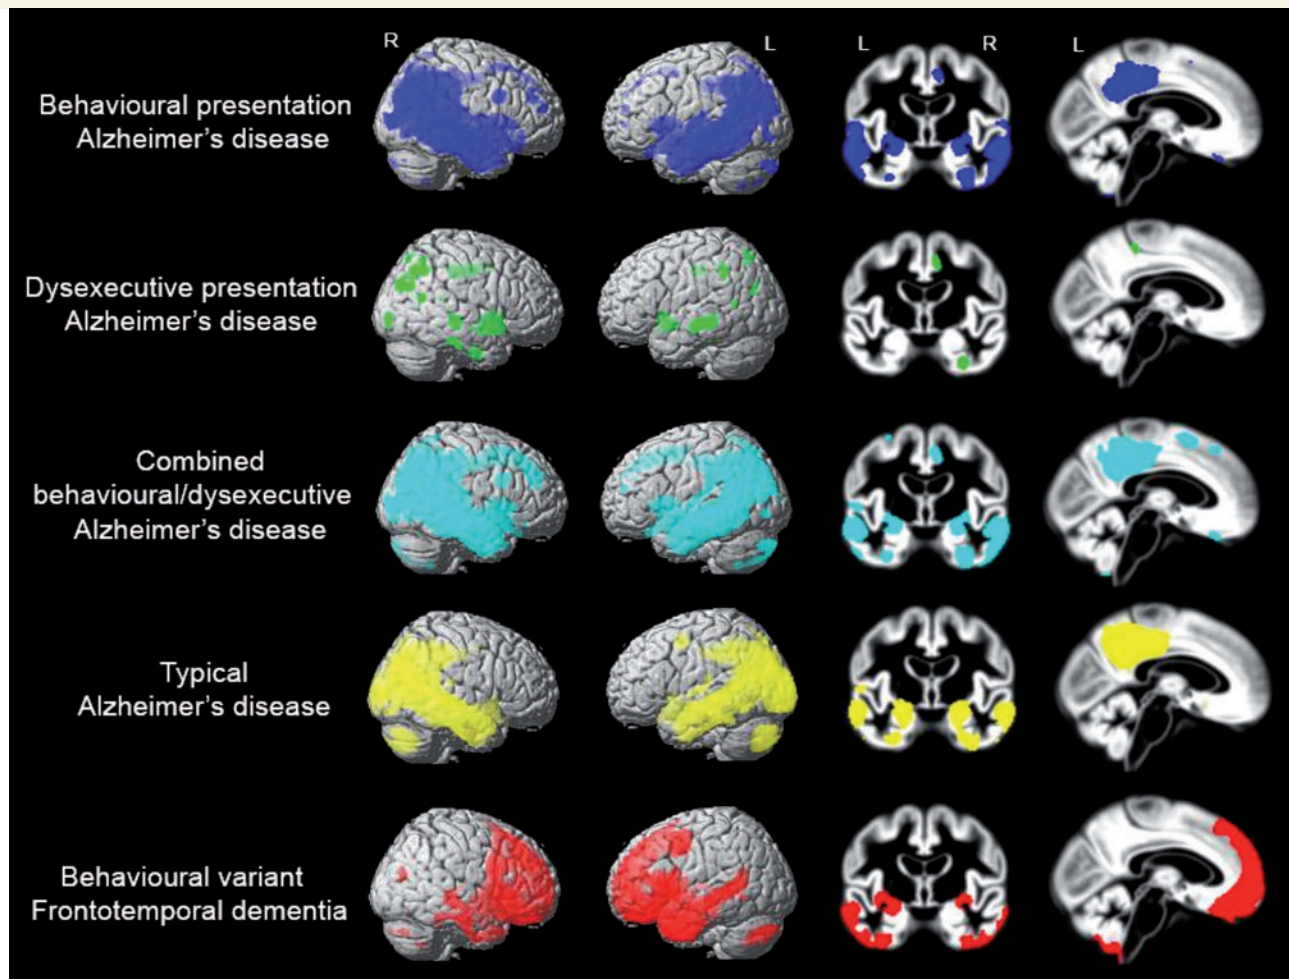 R
L
L
R
L
Behavioural presentation
Alzheimer's disease
Dysexecutive presentation
Alzheimer's disease
Combined
behavioural/dysexecutive
Alzheimer's disease
Typical
Alzheimer's disease
Behavioural variant
Frontotemporal dementia